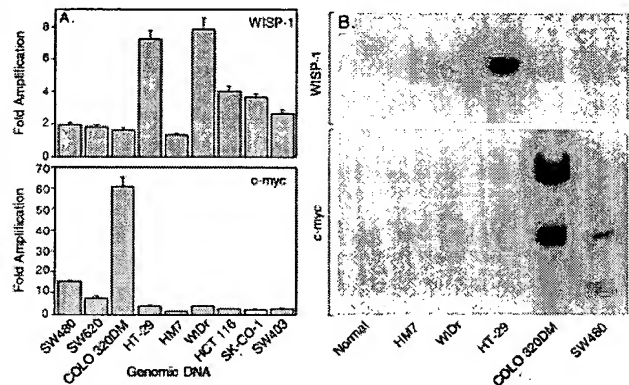 A.
WISP-1
Fold Amplification
8
6
4
2
0
c-myc
Fold Amplification
70
60
50
40
30
20
10
0
SW480
SW620
COLO 320DM
HT-29
HM7
WiDr
HCT 116
SK-CO-1
SW403
Genomic DNA
B.
WISP-1
c-myc
Normal
HM7
WiDr
HT-29
COLO 320DM
SW480